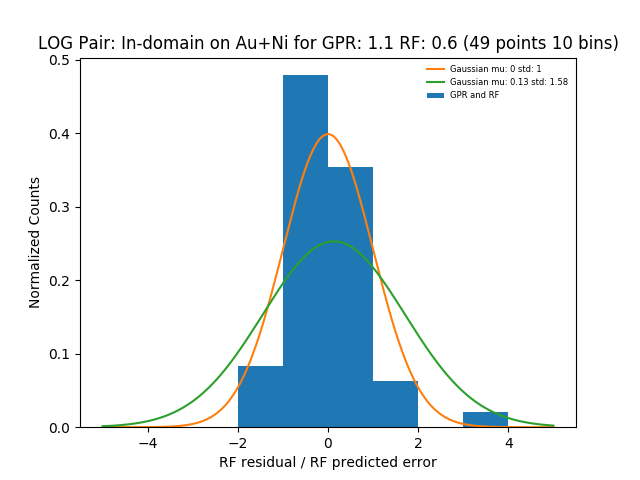 LOG Pair: In-domain on Au+Ni for GPR: 1.1 RF: 0.6 (49 points 10 bins)
Gaussian mu: 0 std: 1
Gaussian mu: 0.13 std: 1.58
GPR and RF
Normalized Counts
0.5
0.4
0.3
0.2
0.1
0.0
−4 −2 0 2 4
RF residual / RF predicted error